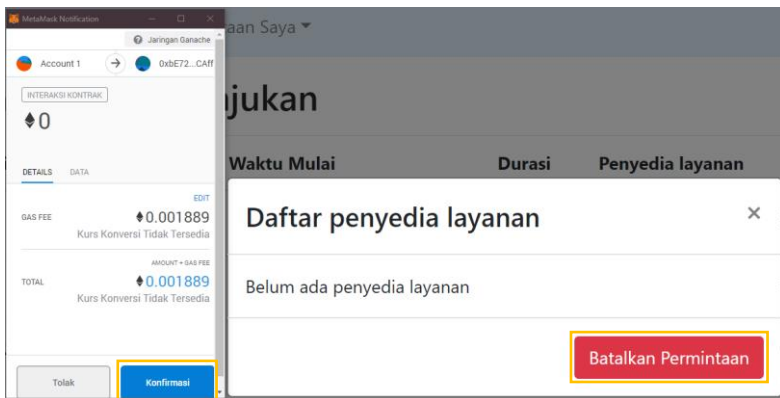 MetaMask Notification
Jaringan Ganache
Account 1
0xbE72...CAff
INTERAKSI KONTRAK
0
DETAILS DATA
EDIT
GAS FEE 0.001889
Kurs Konversi Tidak Tersedia
AMOUNT + GAS FEE
TOTAL 0.001889
Kurs Konversi Tidak Tersedia
Tolak Konfirmasi
aan Saya
jukan
Waktu Mulai Durasi Penyedia layanan
Daftar penyedia layanan ×
Belum ada penyedia layanan
Batalkan Permintaan